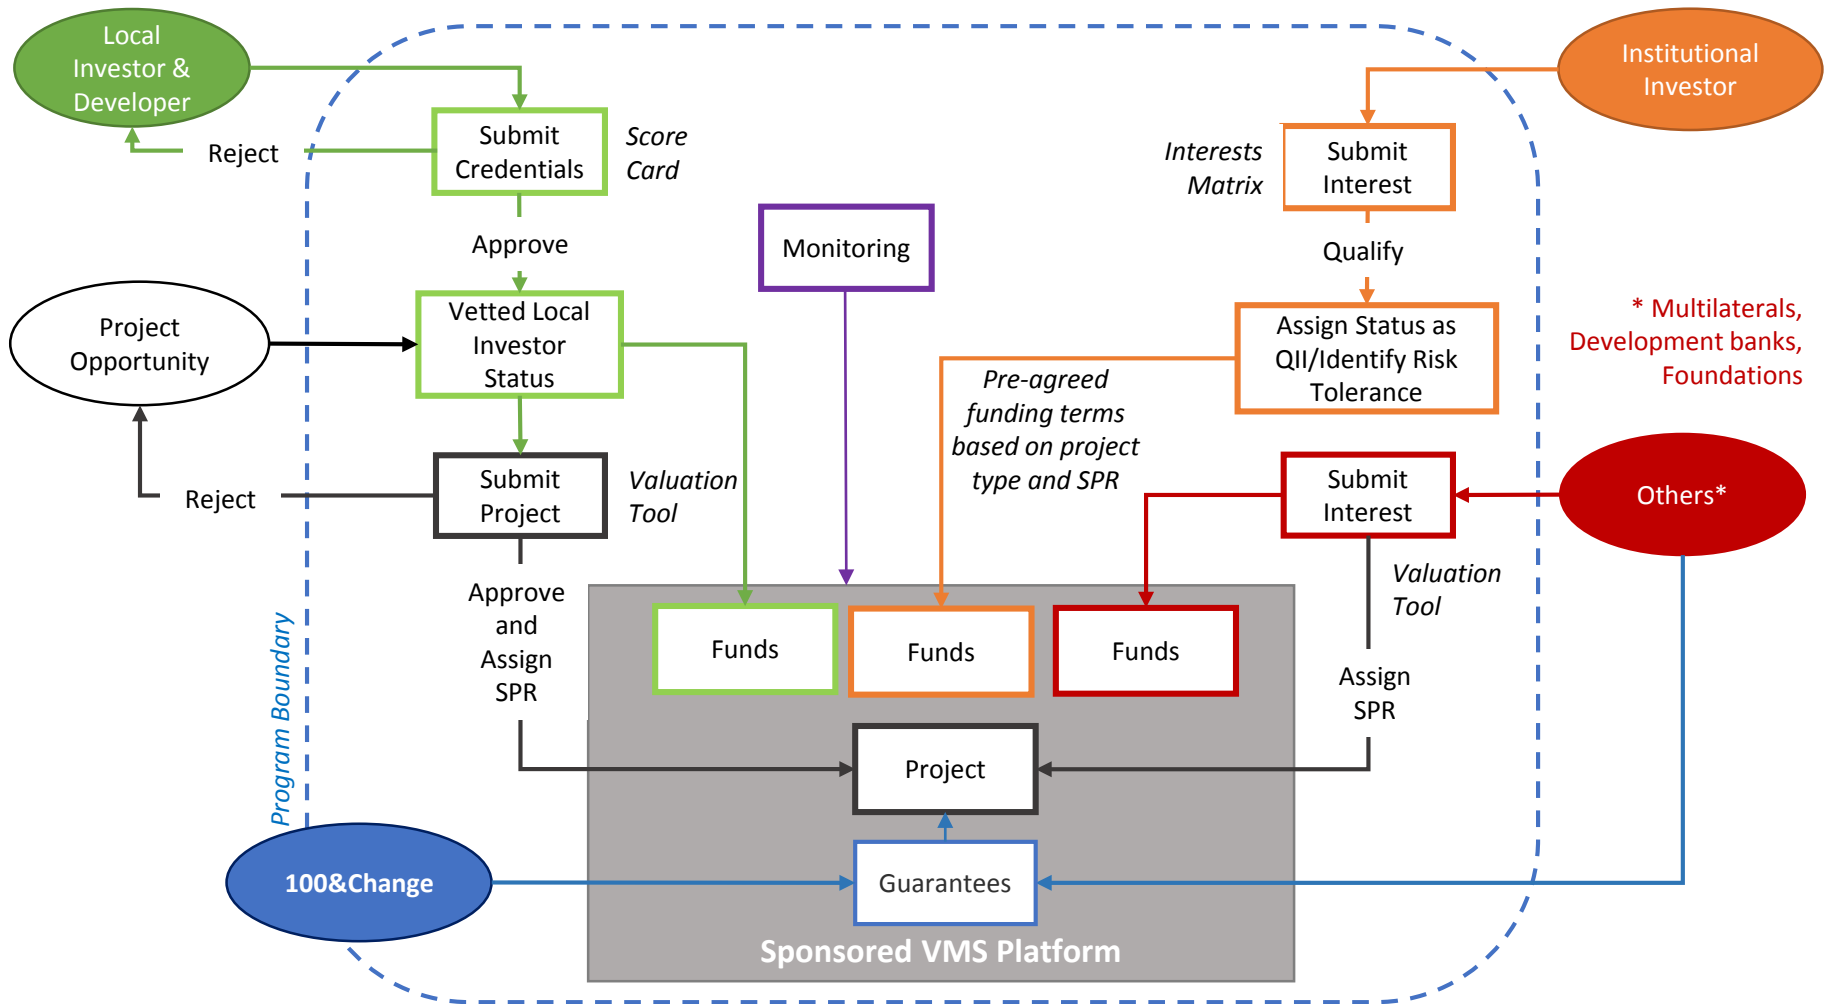 Local
Investor &
Developer
Institutional
Investor
Submit
Credentials
Score
Card
Reject
Interests
Matrix
Submit
Interest
Approve
Monitoring
Qualify
Project
Opportunity
Vetted Local
Investor
Status
Assign Status as
QII/Identify Risk
Tolerance
* Multilaterals,
Development banks,
Foundations
Pre-agreed
funding terms
based on project
type and SPR
Reject
Submit
Project
Valuation
Tool
Submit
Interest
Others*
Approve
and
Assign
SPR
Valuation
Tool
Funds
Funds
Funds
Assign
SPR
Program Boundary
Project
100&Change
Guarantees
Sponsored VMS Platform